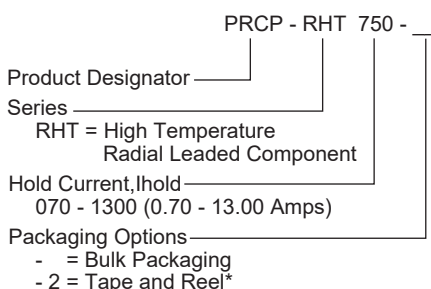 PRCP - RHT 750 - __
Product Designator
Series
RHT = High Temperature
Radial Leaded Component
Hold Current,Ihold
070 - 1300 (0.70 - 13.00 Amps)
Packaging Options
- = Bulk Packaging
- 2 = Tape and Reel*